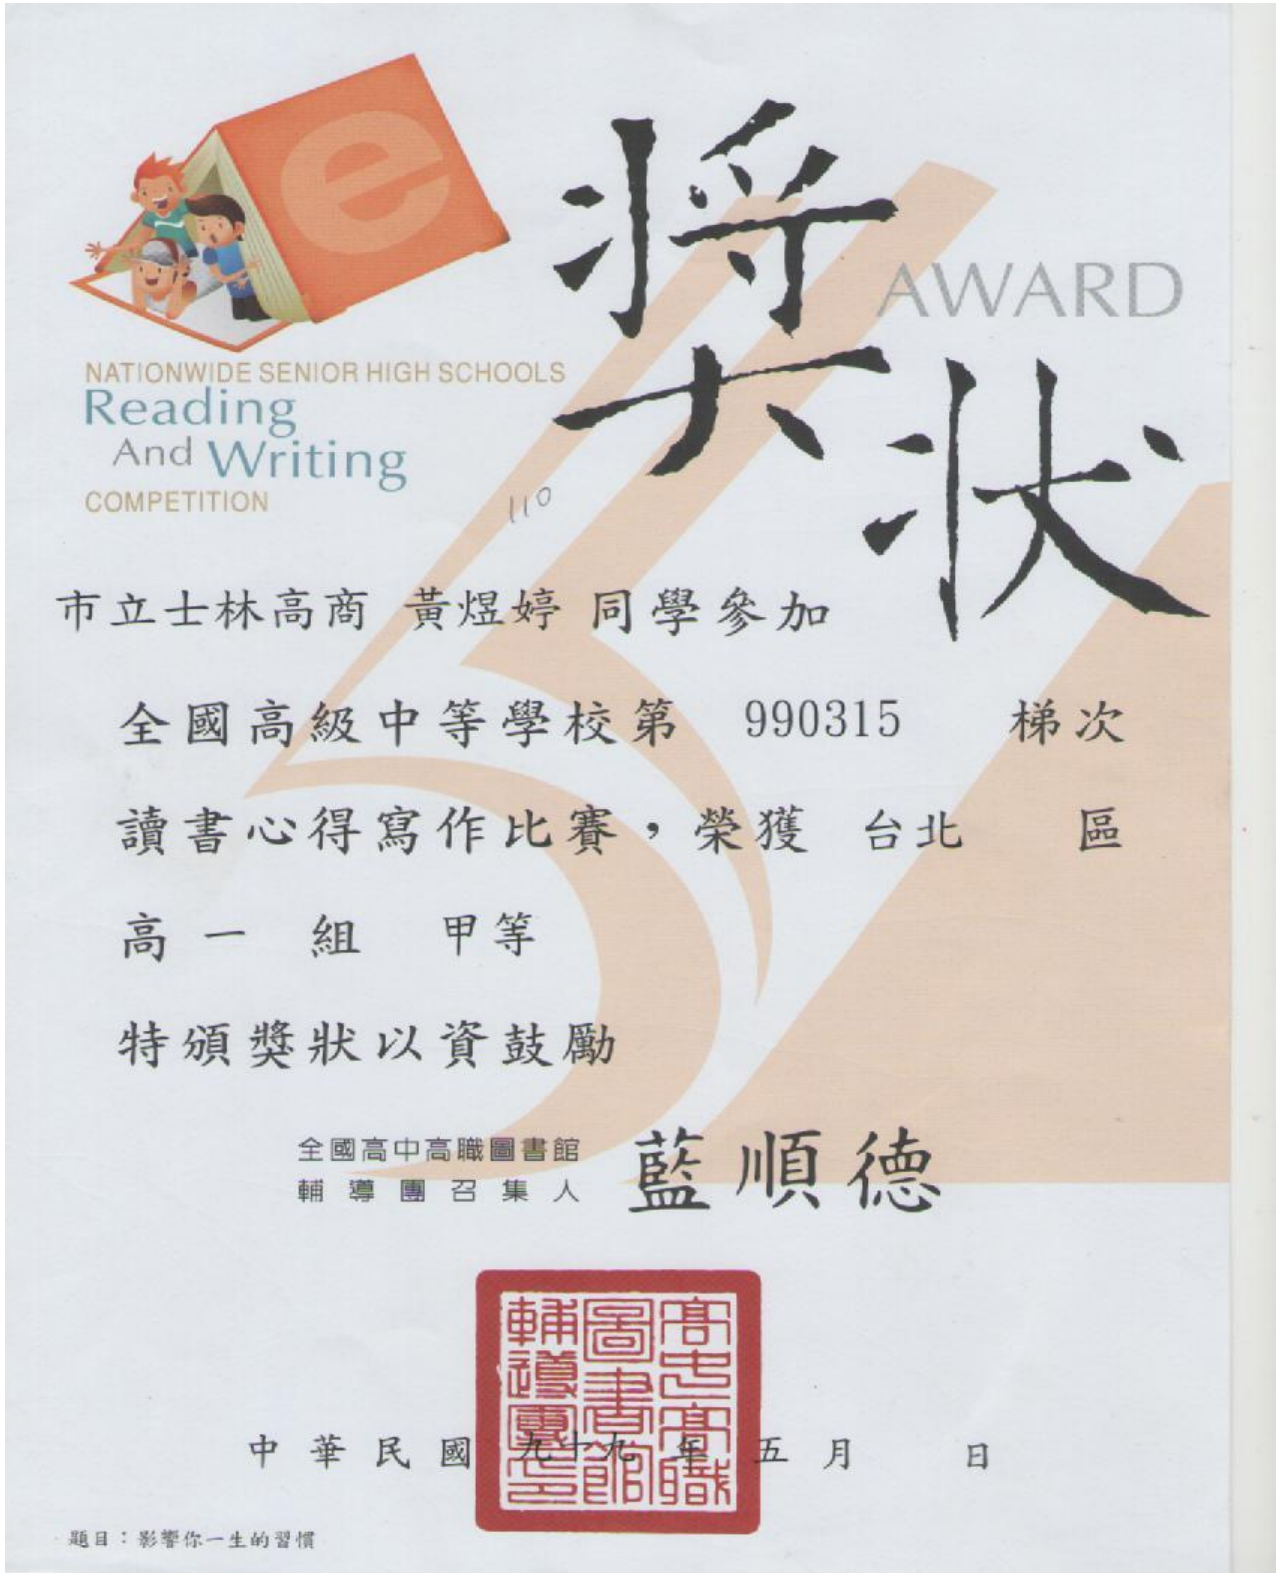 獎狀
AWARD
NATIONWIDE SENIOR HIGH SCHOOLS
Reading
And Writing
COMPETITION
110
市立士林高商 黃煜婷 同學參加
全國高級中等學校第 990315 梯次
讀書心得寫作比賽，榮獲 台北 區
高一 組 甲等
特頒獎狀以資鼓勵
全國高中高職圖書館
輔導團召集人 藍順德
高中高職
圖書館
輔導團印
中華民國 九十九 年 五 月 日
題目：影響你一生的習慣